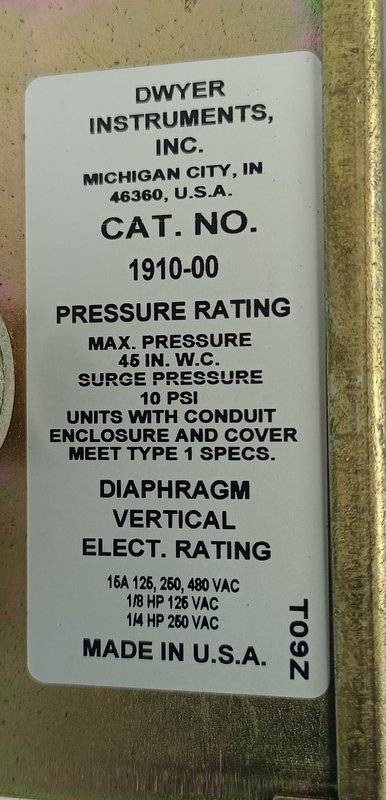 DWYER
INSTRUMENTS,
INC.
MICHIGAN CITY, IN
46360, U.S.A.
CAT. NO.
1910-00
PRESSURE RATING
MAX. PRESSURE
45 IN. W.C.
SURGE PRESSURE
10 PSI
UNITS WITH CONDUIT
ENCLOSURE AND COVER
MEET TYPE 1 SPECS.
DIAPHRAGM
VERTICAL
ELECT. RATING
15A 125, 250, 480 VAC
1/8 HP 125 VAC
1/4 HP 250 VAC
MADE IN U.S.A.
T09Z